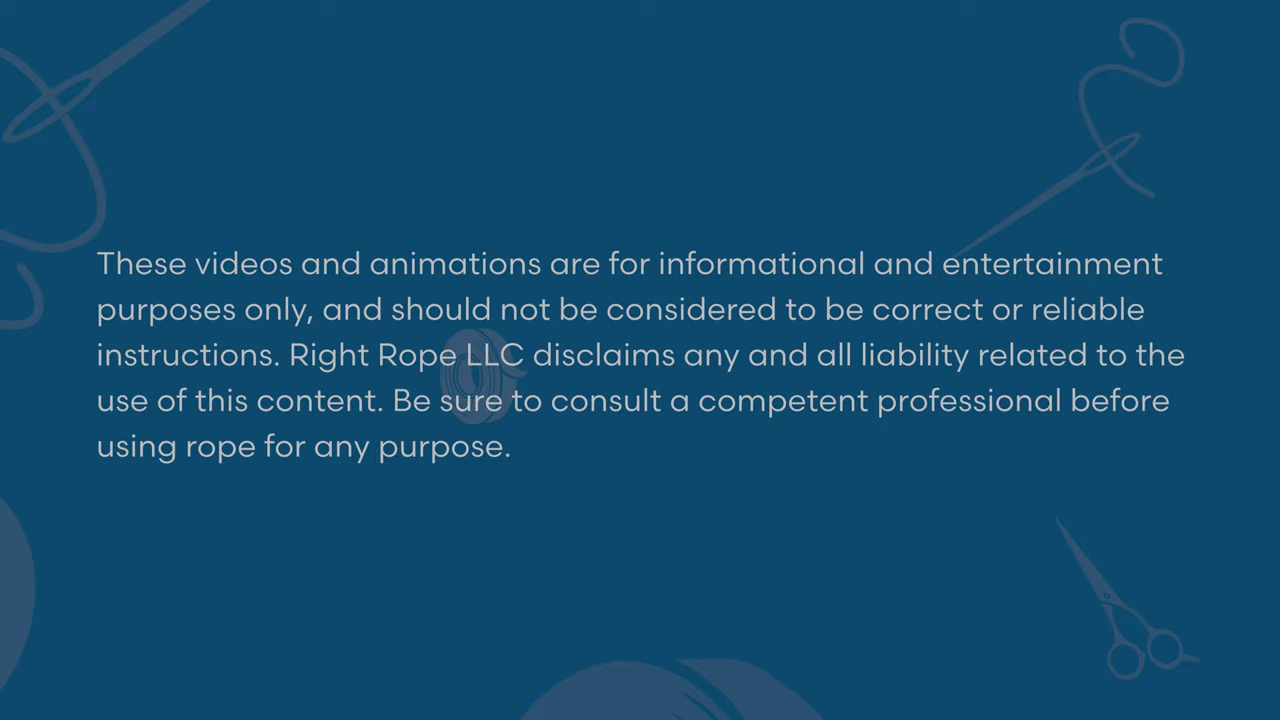 These videos and animations are for informational and entertainment
purposes only, and should not be considered to be correct or reliable
instructions. Right Rope LLC disclaims any and all liability related to the
use of this content. Be sure to consult a competent professional before
using rope for any purpose.